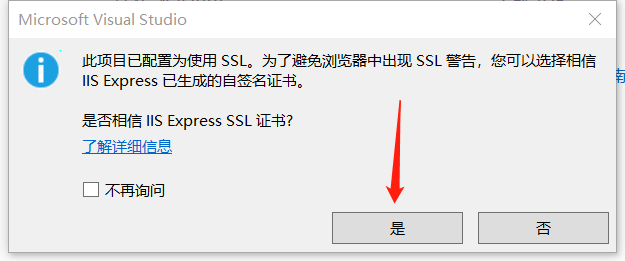 Microsoft Visual Studio
此项目已配置为使用 SSL。为了避免浏览器中出现 SSL 警告，您可以选择相信
IIS Express 已生成的自签名证书。
是否相信 IIS Express SSL 证书?
了解详细信息
不再询问
是
否
南